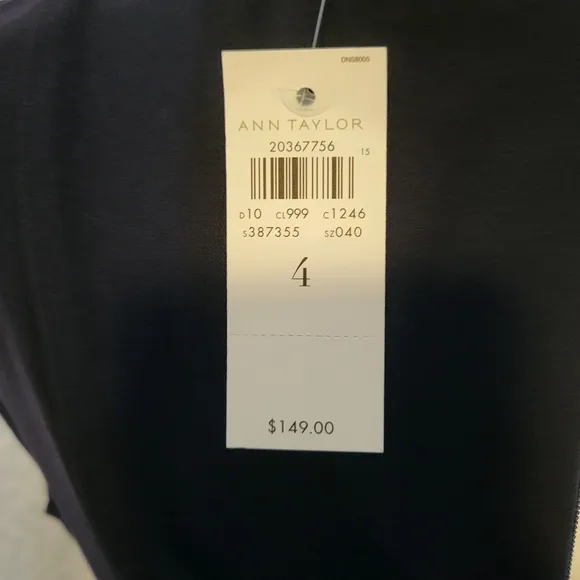 DNS8005
ANN TAYLOR
20367756
15
D10 CL999 C1246
S387355 SZ040
4
$149.00